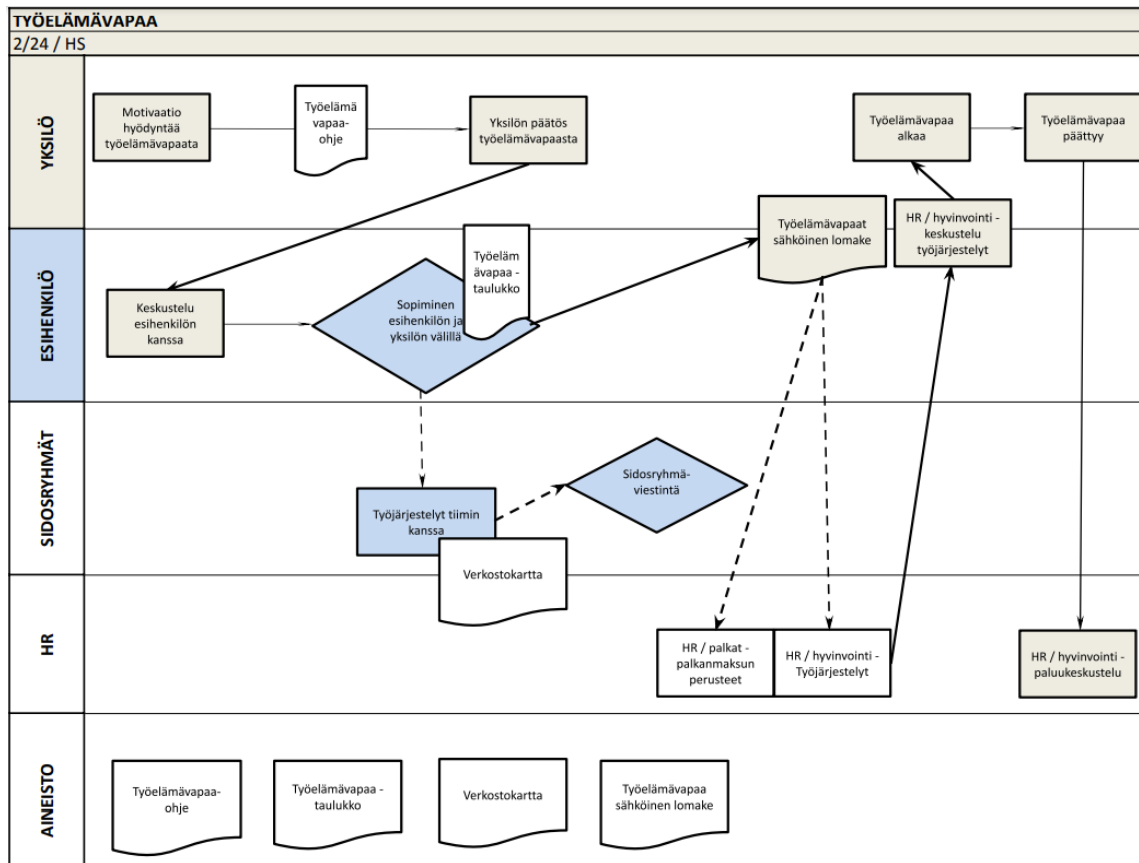 TYÖELÄMÄVAPAA
2/24 / HS
YKSILÖ
Motivaatio
hyödyntää
työelämävapaata
Työelämä
vapaa-
ohje
Yksilön päätös
työelämävapaasta
Työelämävapaa
alkaa
Työelämävapaa
päättyy
ESIHENKILÖ
Keskustelu
esihenkilön
kanssa
Sopiminen
esihenkilön ja
yksilön välillä
Työeläm
ävapaa -
taulukko
Työelämävapaat
sähköinen lomake
HR / hyvinvointi -
keskustelu
työjärjestelyt
SIDOSRYHMÄT
Työjärjestelyt tiimin
kanssa
Verkostokartta
Sidosryhmä-
viestintä
HR
HR / palkat -
palkanmaksun
perusteet
HR / hyvinvointi -
Työjärjestelyt
HR / hyvinvointi -
paluukeskustelu
AINEISTO
Työelämävapaa-
ohje
Työelämävapaa -
taulukko
Verkostokartta
Työelämävapaa
sähköinen lomake